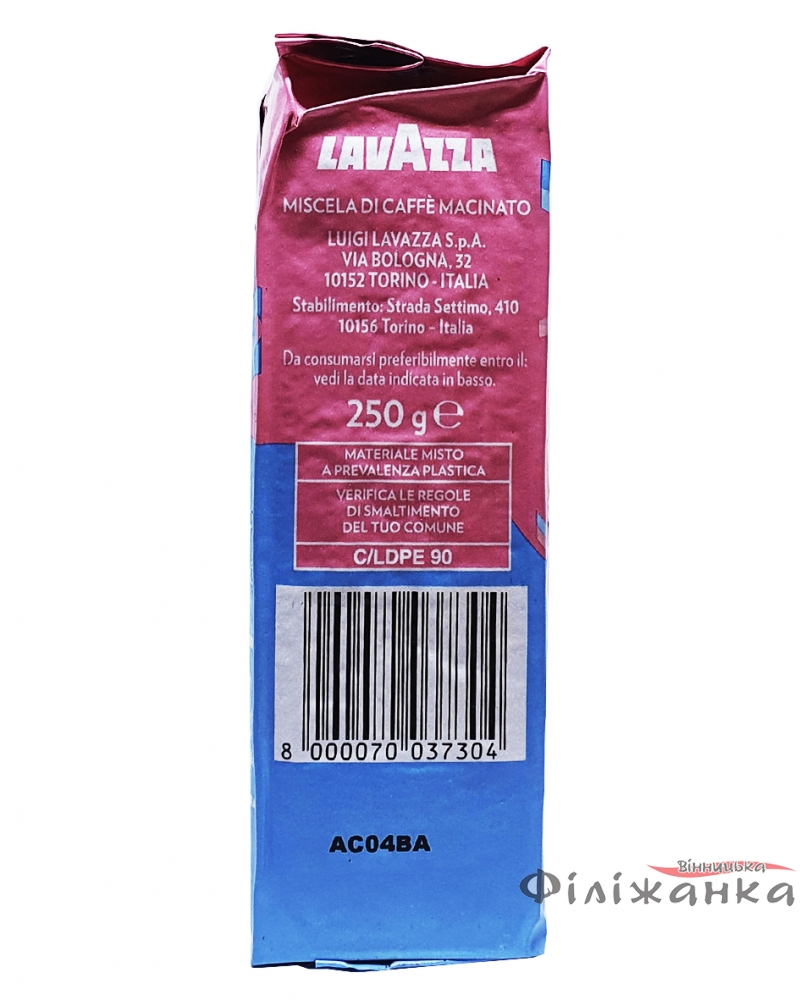 LAVAZZA
MISCELA DI CAFFÈ MACINATO
LUIGI LAVAZZA S.p.A.
VIA BOLOGNA, 32
10152 TORINO - ITALIA
Stabilimento: Strada Settimo, 410
10156 Torino - Italia
Da consumarsi preferibilmente entro il:
vedi la data indicata in basso.
250 g ℮
MATERIALE MISTO
A PREVALENZA PLASTICA
VERIFICA LE REGOLE
DI SMALTIMENTO
DEL TUO COMUNE
C/LDPE 90
8 000070 037304
AC04BA
Вінницька
Філіжанка